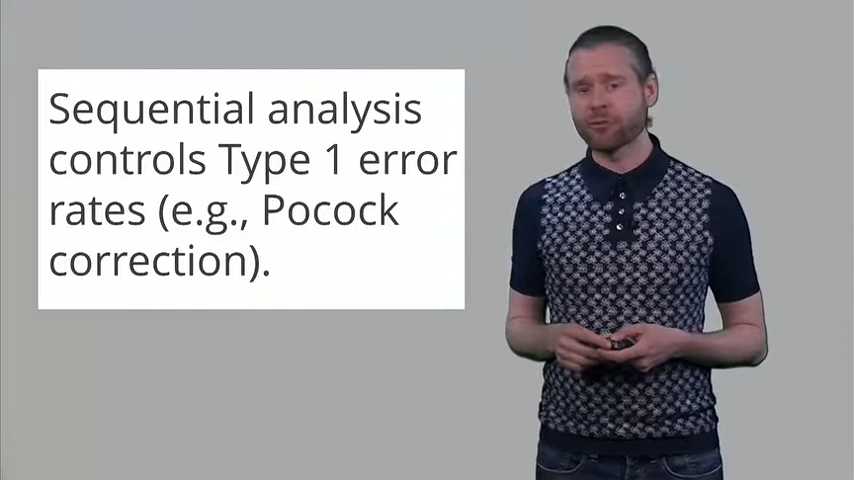 Sequential analysis
controls Type 1 error
rates (e.g., Pocock
correction).